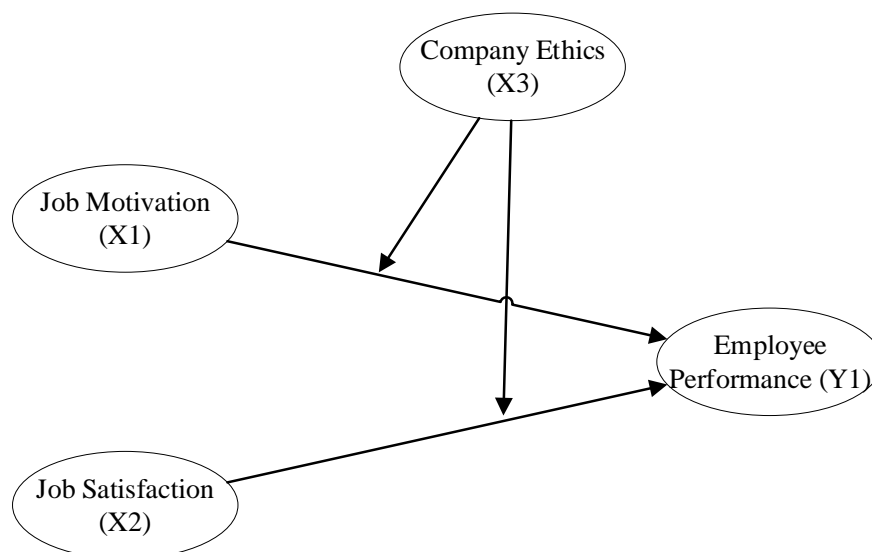 Company Ethics
(X3)
Job Motivation
(X1)
Employee
Performance (Y1)
Job Satisfaction
(X2)